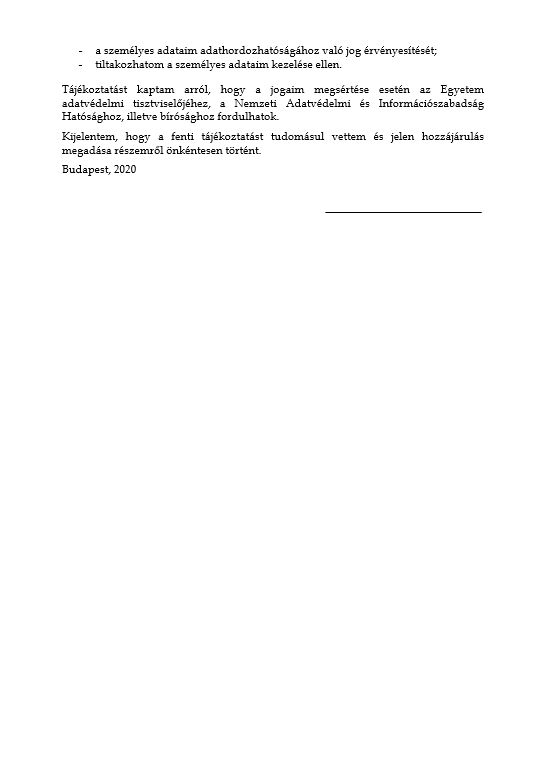 - a személyes adataim adathordozhatóságához való jog érvényesítését;
- tiltakozhatom a személyes adataim kezelése ellen.
Tájékoztatást kaptam arról, hogy a jogaim megsértése esetén az Egyetem
adatvédelmi tisztviselőjéhez, a Nemzeti Adatvédelmi és Információszabadság
Hatósághoz, illetve bírósághoz fordulhatok.
Kijelentem, hogy a fenti tájékoztatást tudomásul vettem és jelen hozzájárulás
megadása részemről önkéntesen történt.
Budapest, 2020